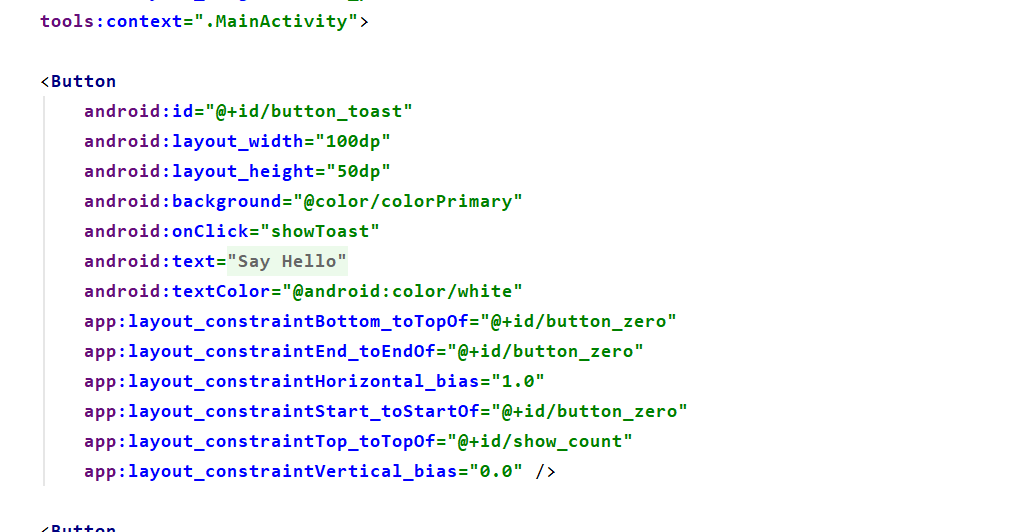 tools:context=".MainActivity">
<Button
android:id="@+id/button_toast"
android:layout_width="100dp"
android:layout_height="50dp"
android:background="@color/colorPrimary"
android:onClick="showToast"
android:text="Say Hello"
android:textColor="@android:color/white"
app:layout_constraintBottom_toTopOf="@+id/button_zero"
app:layout_constraintEnd_toEndOf="@+id/button_zero"
app:layout_constraintHorizontal_bias="1.0"
app:layout_constraintStart_toStartOf="@+id/button_zero"
app:layout_constraintTop_toTopOf="@+id/show_count"
app:layout_constraintVertical_bias="0.0" />
<Button